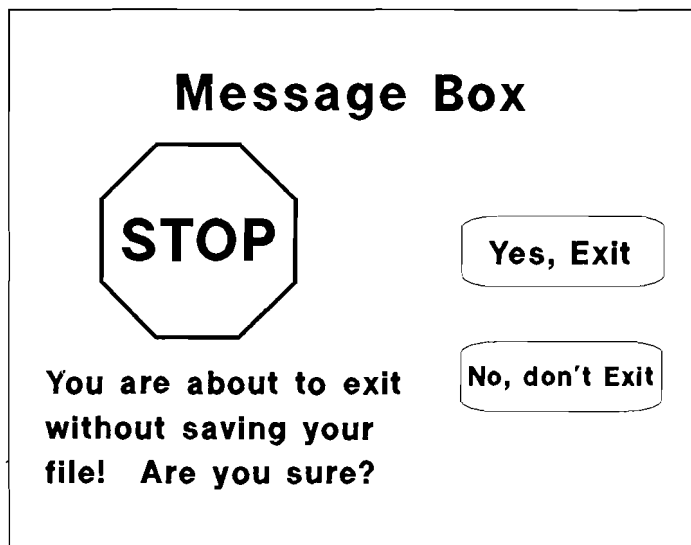 Message Box
STOP
You are about to exit
without saving your
file! Are you sure?
Yes, Exit
No, don't Exit